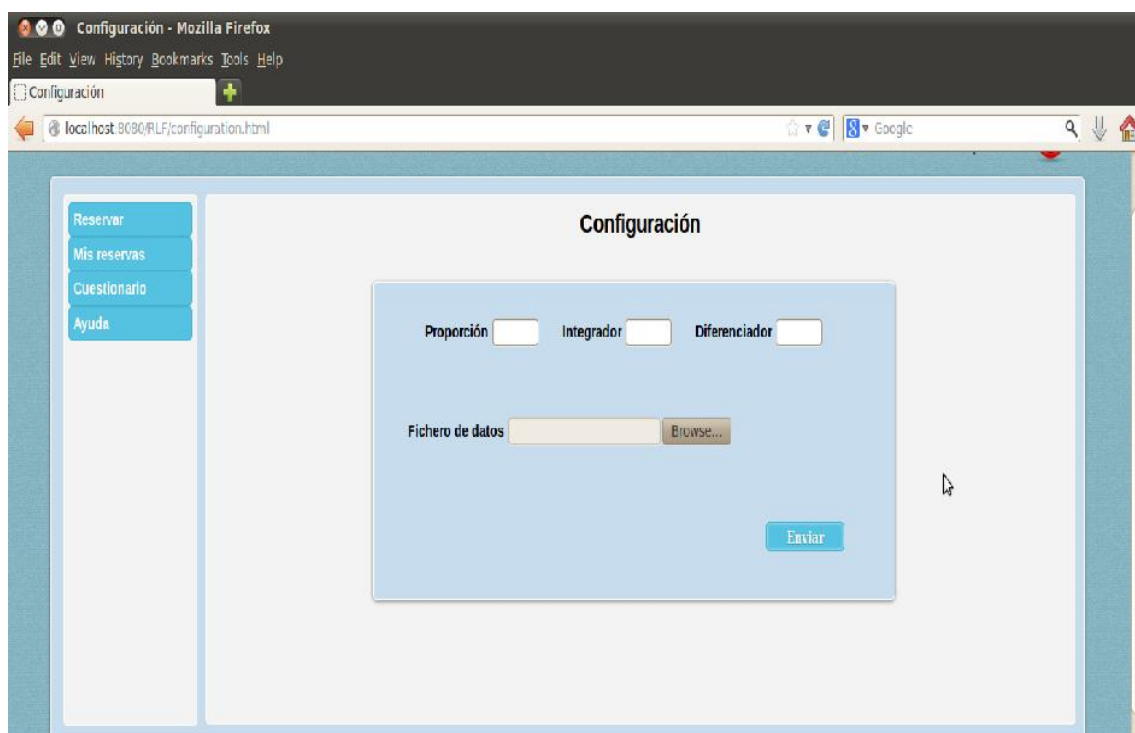 Configuración - Mozilla Firefox
File Edit View History Bookmarks Tools Help
Configuración
localhost:8080/RLF/configuration.html
Google
Reservar
Mis reservas
Cuestionario
Ayuda
Configuración
Proporción Integrador Diferenciador
Fichero de datos Browse...
Enviar